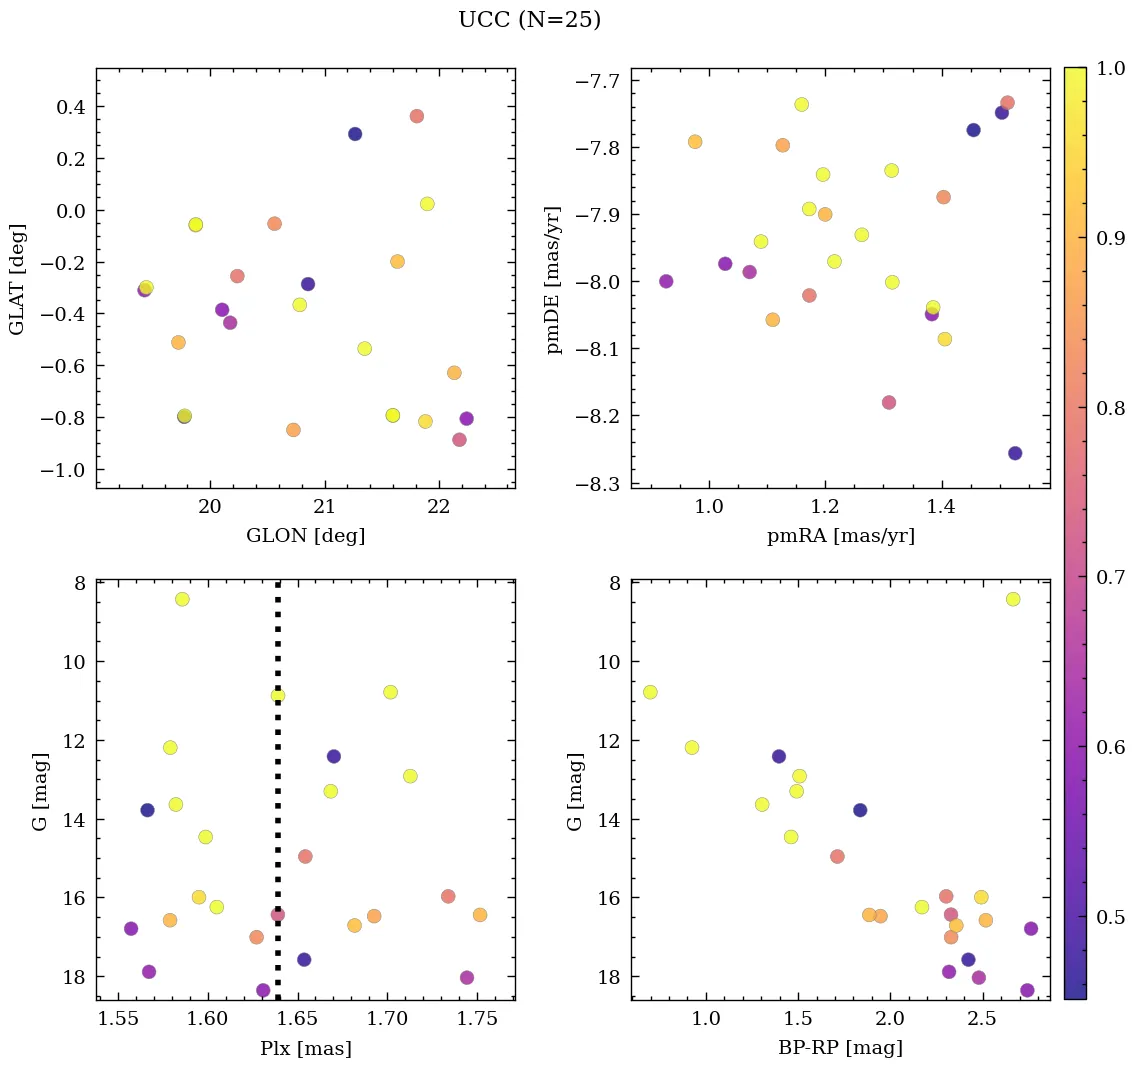 UCC (N=25)
0.4
0.2
0.0
−0.2
−0.4
−0.6
−0.8
−1.0
GLAT [deg]
20 21 22
GLON [deg]
−7.7
−7.8
−7.9
−8.0
−8.1
−8.2
−8.3
pmDE [mas/yr]
1.0 1.2 1.4
pmRA [mas/yr]
8
10
12
14
16
18
G [mag]
1.55 1.60 1.65 1.70 1.75
Plx [mas]
8
10
12
14
16
18
G [mag]
1.0 1.5 2.0 2.5
BP-RP [mag]
1.0
0.9
0.8
0.7
0.6
0.5